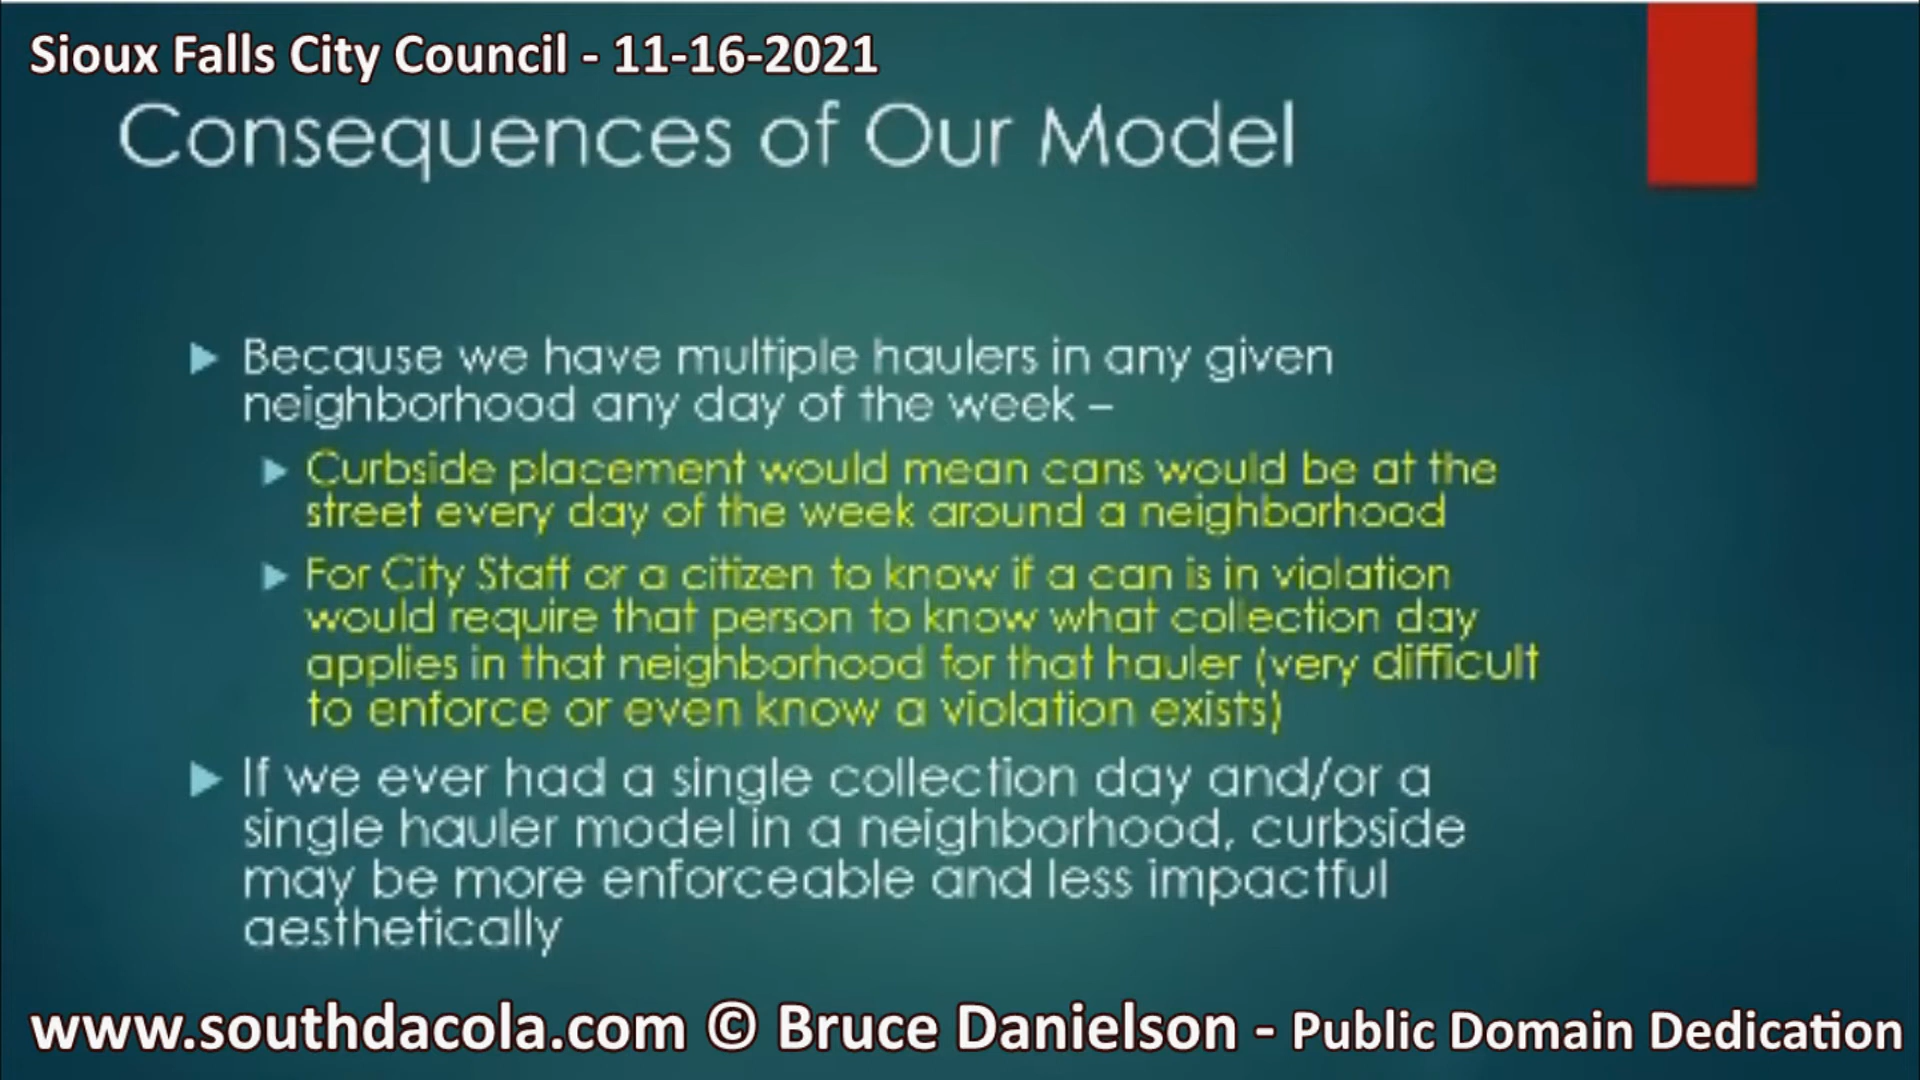 Sioux Falls City Council - 11-16-2021
Consequences of Our Model
Because we have multiple haulers in any given
neighborhood any day of the week –
Curbside placement would mean cans would be at the
street every day of the week around a neighborhood
For City Staff or a citizen to know if a can is in violation
would require that person to know what collection day
applies in that neighborhood for that hauler (very difficult
to enforce or even know a violation exists)
If we ever had a single collection day and/or a
single hauler model in a neighborhood, curbside
may be more enforceable and less impactful
aesthetically
www.southdacola.com © Bruce Danielson - Public Domain Dedication